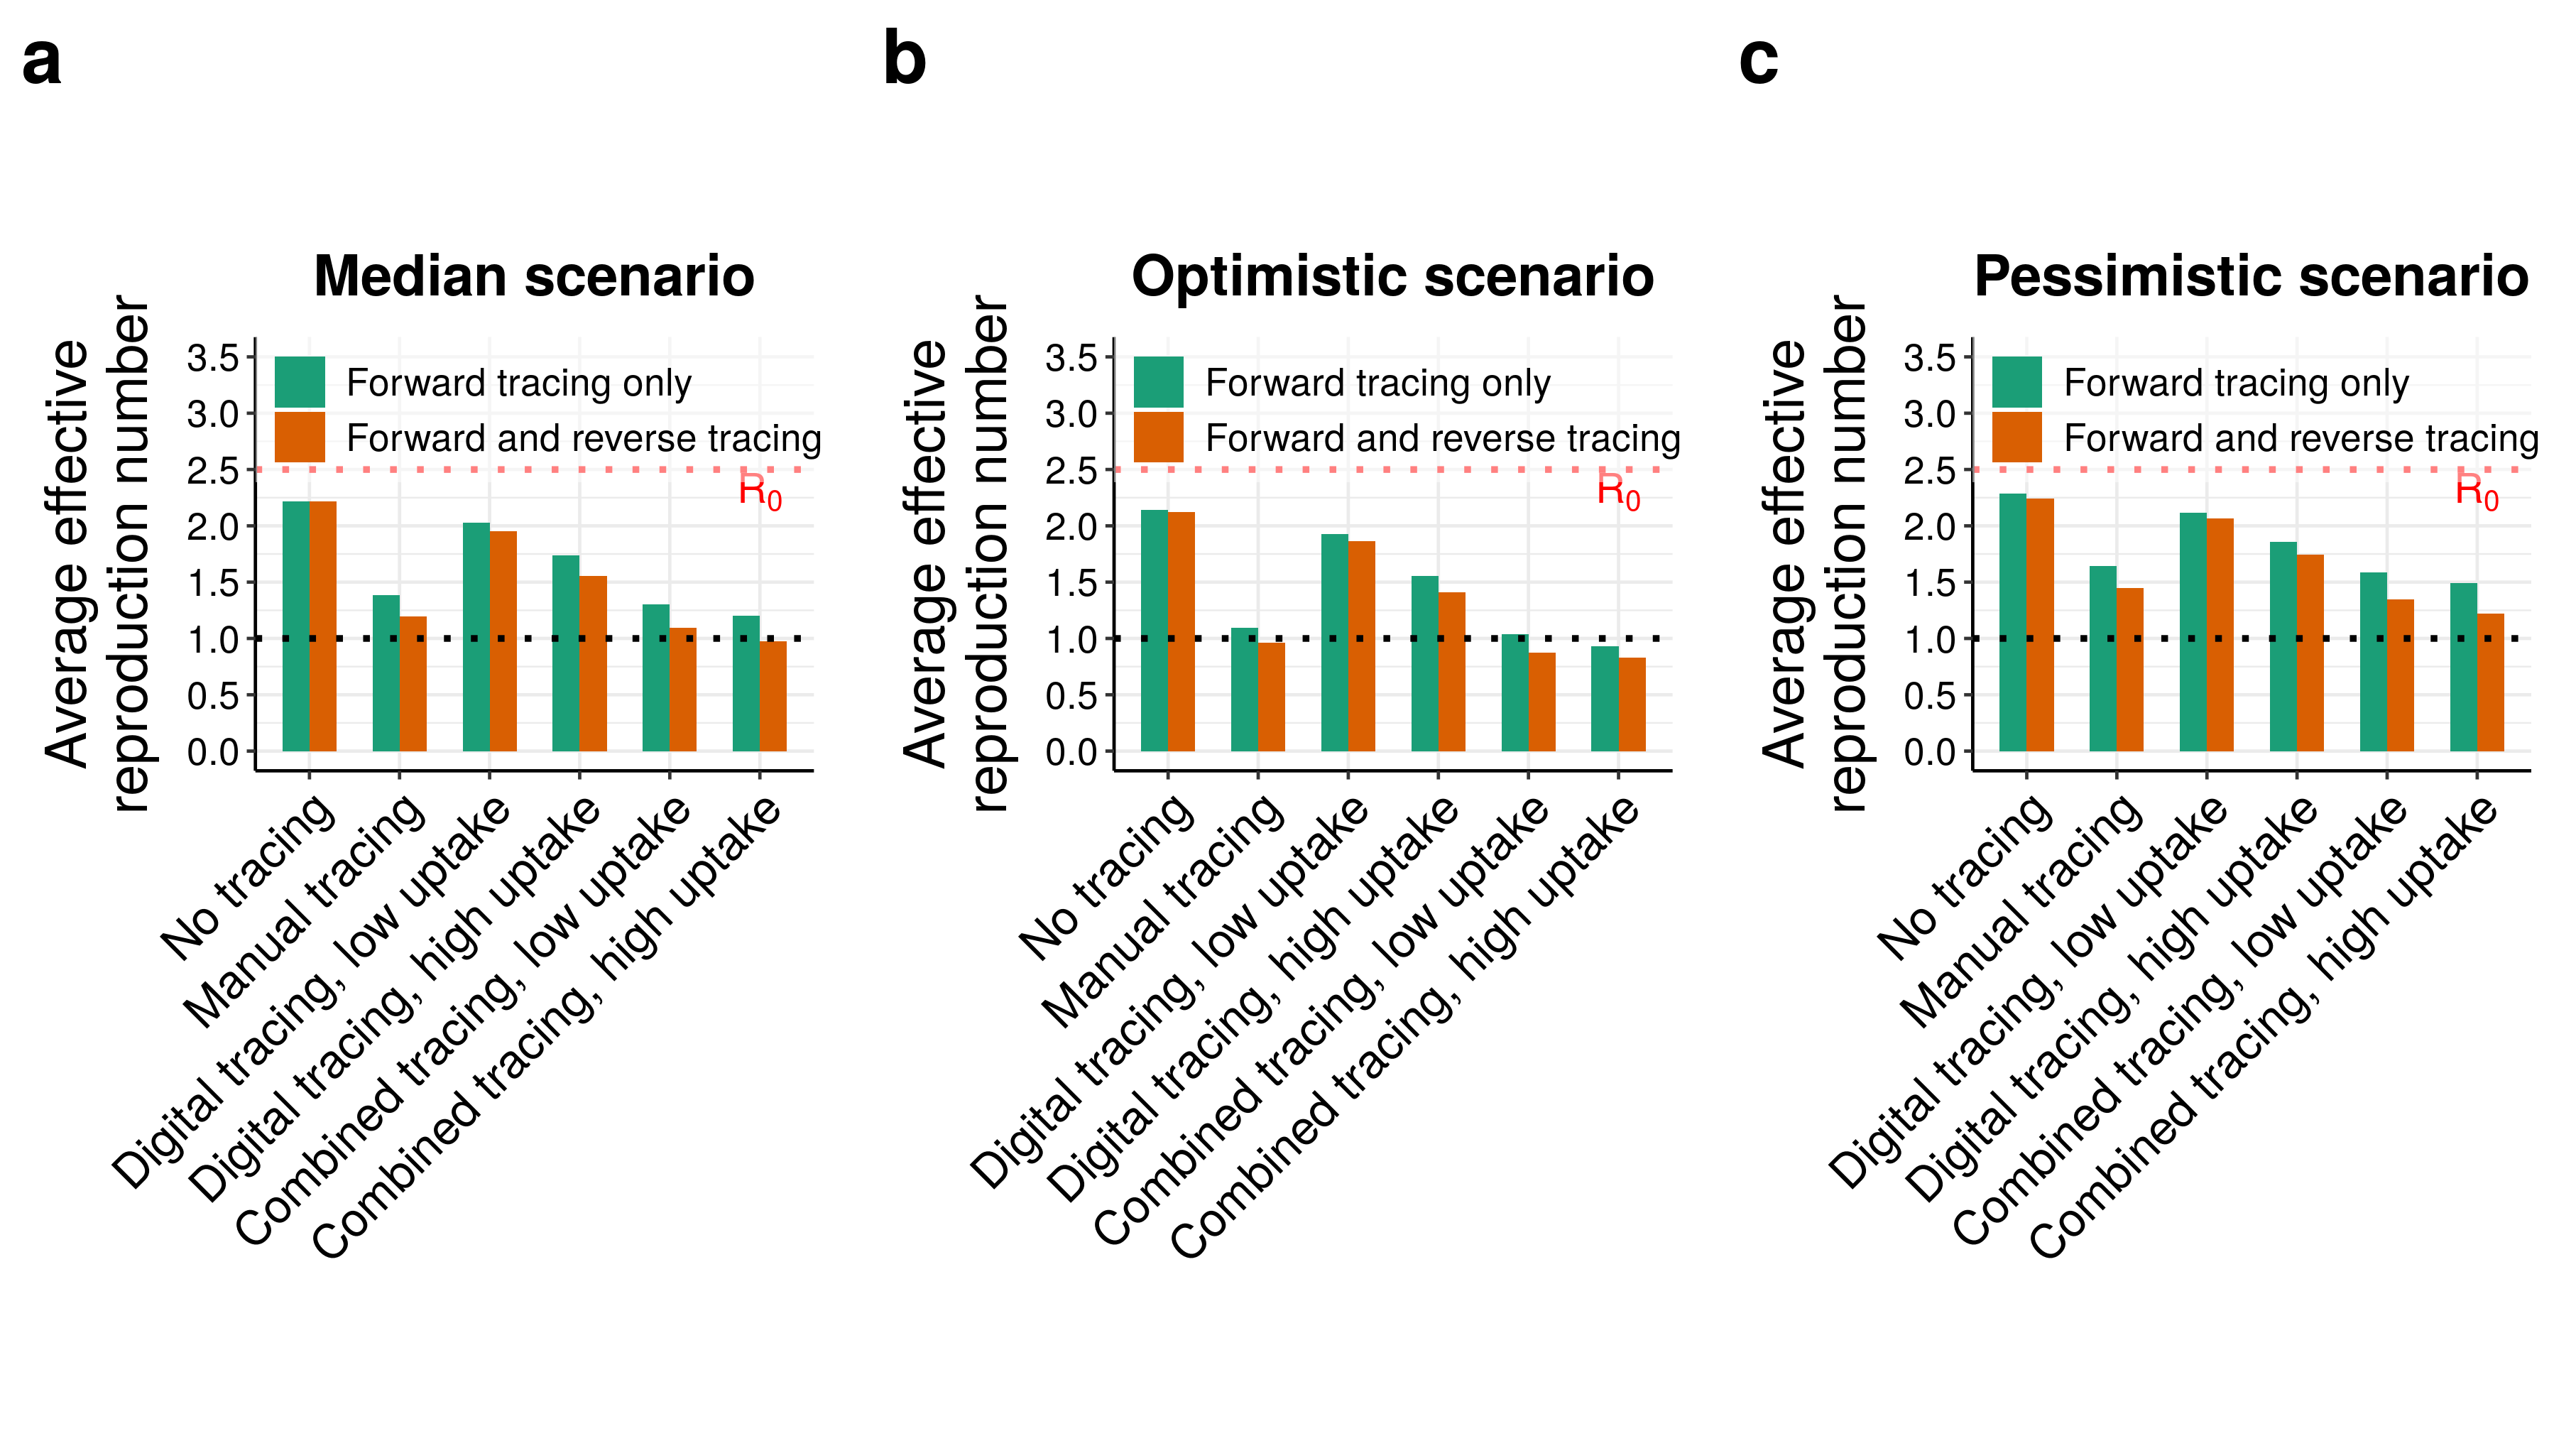 a
Median scenario
Average effective
reproduction number
3.5
3.0
2.5
2.0
1.5
1.0
0.5
0.0
Forward tracing only
Forward and reverse tracing
R0
No tracing
Manual tracing
Digital tracing, low uptake
Digital tracing, high uptake
Combined tracing, low uptake
Combined tracing, high uptake
b
Optimistic scenario
Average effective
reproduction number
3.5
3.0
2.5
2.0
1.5
1.0
0.5
0.0
Forward tracing only
Forward and reverse tracing
R0
No tracing
Manual tracing
Digital tracing, low uptake
Digital tracing, high uptake
Combined tracing, low uptake
Combined tracing, high uptake
c
Pessimistic scenario
Average effective
reproduction number
3.5
3.0
2.5
2.0
1.5
1.0
0.5
0.0
Forward tracing only
Forward and reverse tracing
R0
No tracing
Manual tracing
Digital tracing, low uptake
Digital tracing, high uptake
Combined tracing, low uptake
Combined tracing, high uptake